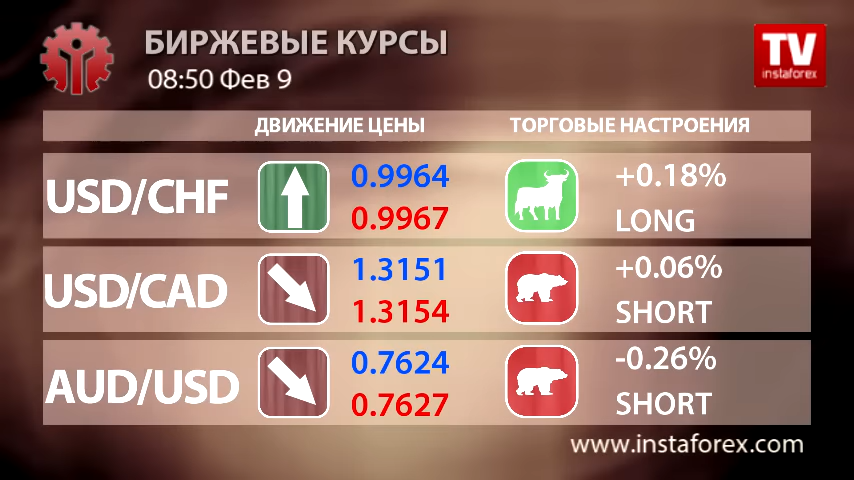 БИРЖЕВЫЕ КУРСЫ
08:50 Фев 9
TV
instaforex
ДВИЖЕНИЕ ЦЕНЫ ТОРГОВЫЕ НАСТРОЕНИЯ
USD/CHF
0.9964
0.9967
+0.18%
LONG
USD/CAD
1.3151
1.3154
+0.06%
SHORT
AUD/USD
0.7624
0.7627
-0.26%
SHORT
www.instaforex.com